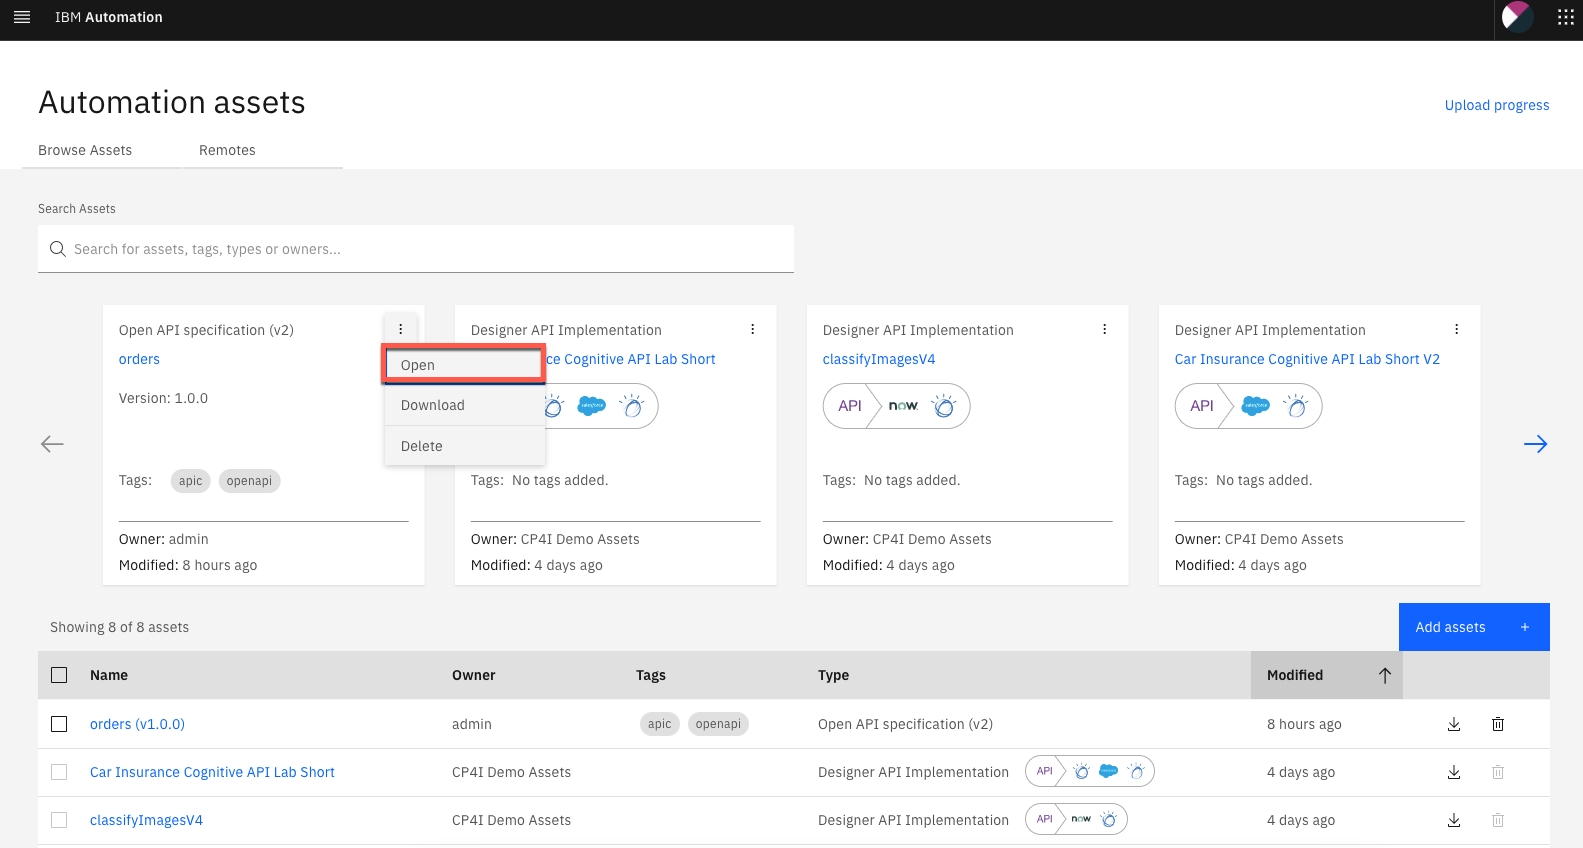 IBM Automation
Automation assets
Upload progress
Browse Assets
Remotes
Search Assets
Search for assets, tags, types or owners...
Open API specification (v2)
orders
Version: 1.0.0
Tags: apic openapi
Owner: admin
Modified: 8 hours ago
Open
Download
Delete
Designer API Implementation
ce Cognitive API Lab Short
salesforce
Tags: No tags added.
Owner: CP4I Demo Assets
Modified: 4 days ago
Designer API Implementation
classifyImagesV4
API now
Tags: No tags added.
Owner: CP4I Demo Assets
Modified: 4 days ago
Designer API Implementation
Car Insurance Cognitive API Lab Short V2
API salesforce
Tags: No tags added.
Owner: CP4I Demo Assets
Modified: 4 days ago
Showing 8 of 8 assets
Add assets +
Name Owner Tags Type Modified
orders (v1.0.0) admin apic openapi Open API specification (v2) 8 hours ago
Car Insurance Cognitive API Lab Short CP4I Demo Assets Designer API Implementation API 4 days ago
classifyImagesV4 CP4I Demo Assets Designer API Implementation API now 4 days ago